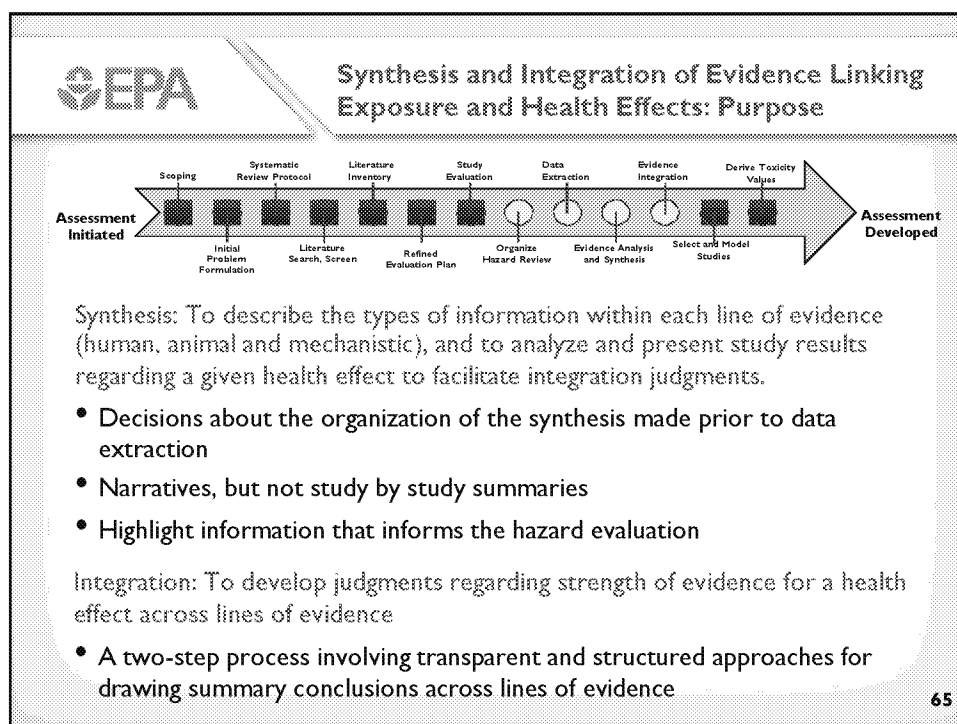 EPA
Synthesis and Integration of Evidence Linking
Exposure and Health Effects: Purpose
Scoping
Systematic
Review Protocol
Literature
Inventory
Study
Evaluation
Data
Extraction
Evidence
Integration
Derive Toxicity
Values
Assessment
Initiated
Assessment
Developed
Initial
Problem
Formulation
Literature
Search, Screen
Refined
Evaluation Plan
Organize
Hazard Review
Evidence Analysis
and Synthesis
Select and Model
Studies
Synthesis: To describe the types of information within each line of evidence
(human, animal and mechanistic), and to analyze and present study results
regarding a given health effect to facilitate integration judgments.
• Decisions about the organization of the synthesis made prior to data
extraction
• Narratives, but not study by study summaries
• Highlight information that informs the hazard evaluation
Integration: To develop judgments regarding strength of evidence for a health
effect across lines of evidence
• A two-step process involving transparent and structured approaches for
drawing summary conclusions across lines of evidence
65